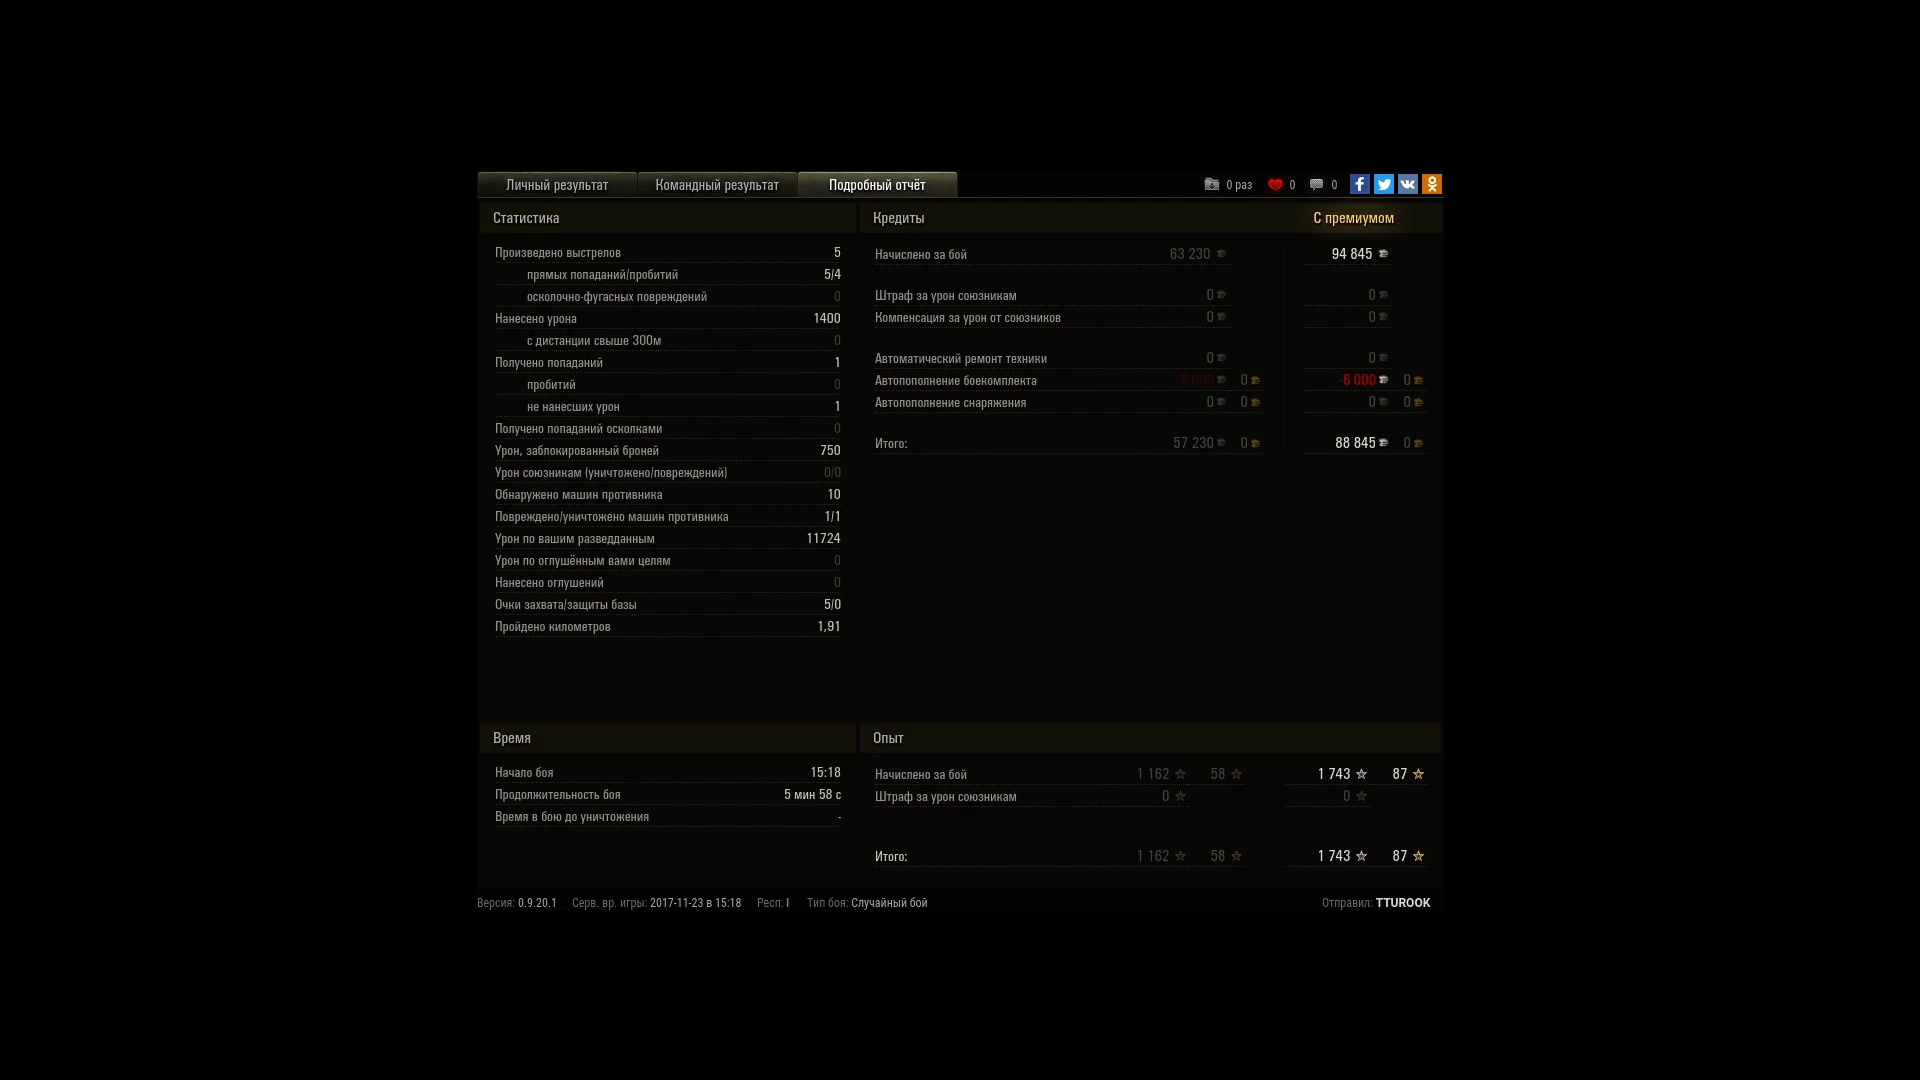 Личный результат Командный результат Подробный отчёт 0 раз 0 0
Статистика
Произведено выстрелов 5
прямых попаданий/пробитий 5/4
осколочно-фугасных повреждений 0
Нанесено урона 1400
с дистанции свыше 300м 0
Получено попаданий 1
пробитий 0
не нанесших урон 1
Получено попаданий осколками 0
Урон, заблокированный броней 750
Урон союзникам (уничтожено/повреждений) 0/0
Обнаружено машин противника 10
Повреждено/уничтожено машин противника 1/1
Урон по вашим разведданным 11724
Урон по оглушённым вами целям 0
Нанесено оглушений 0
Очки захвата/защиты базы 5/0
Пройдено километров 1,91
Кредиты С премиумом
Начислено за бой 63 230 94 845
Штраф за урон союзникам 0 0
Компенсация за урон от союзников 0 0
Автоматический ремонт техники 0 0
Автопополнение боекомплекта 0 -6 000 0
Автопополнение снаряжения 0 0 0 0
Итого: 57 230 0 88 845 0
Время
Начало боя 15:18
Продолжительность боя 5 мин 58 с
Время в бою до уничтожения -
Опыт
Начислено за бой 1 162 58 1 743 87
Штраф за урон союзникам 0 0
Итого: 1 162 58 1 743 87
Версия: 0.9.20.1 Серв. вр. игры: 2017-11-23 в 15:18 Респ: I Тип боя: Случайный бой Отправил: TTUROOK